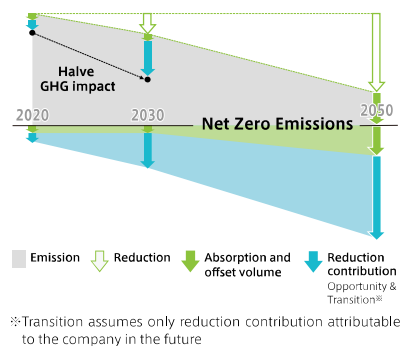 Halve
GHG impact
2020
2030
2050
Net Zero Emissions
Emission
Reduction
Absorption and
offset volume
Reduction
contribution
Opportunity &
Transition※
※Transition assumes only reduction contribution attributable
to the company in the future